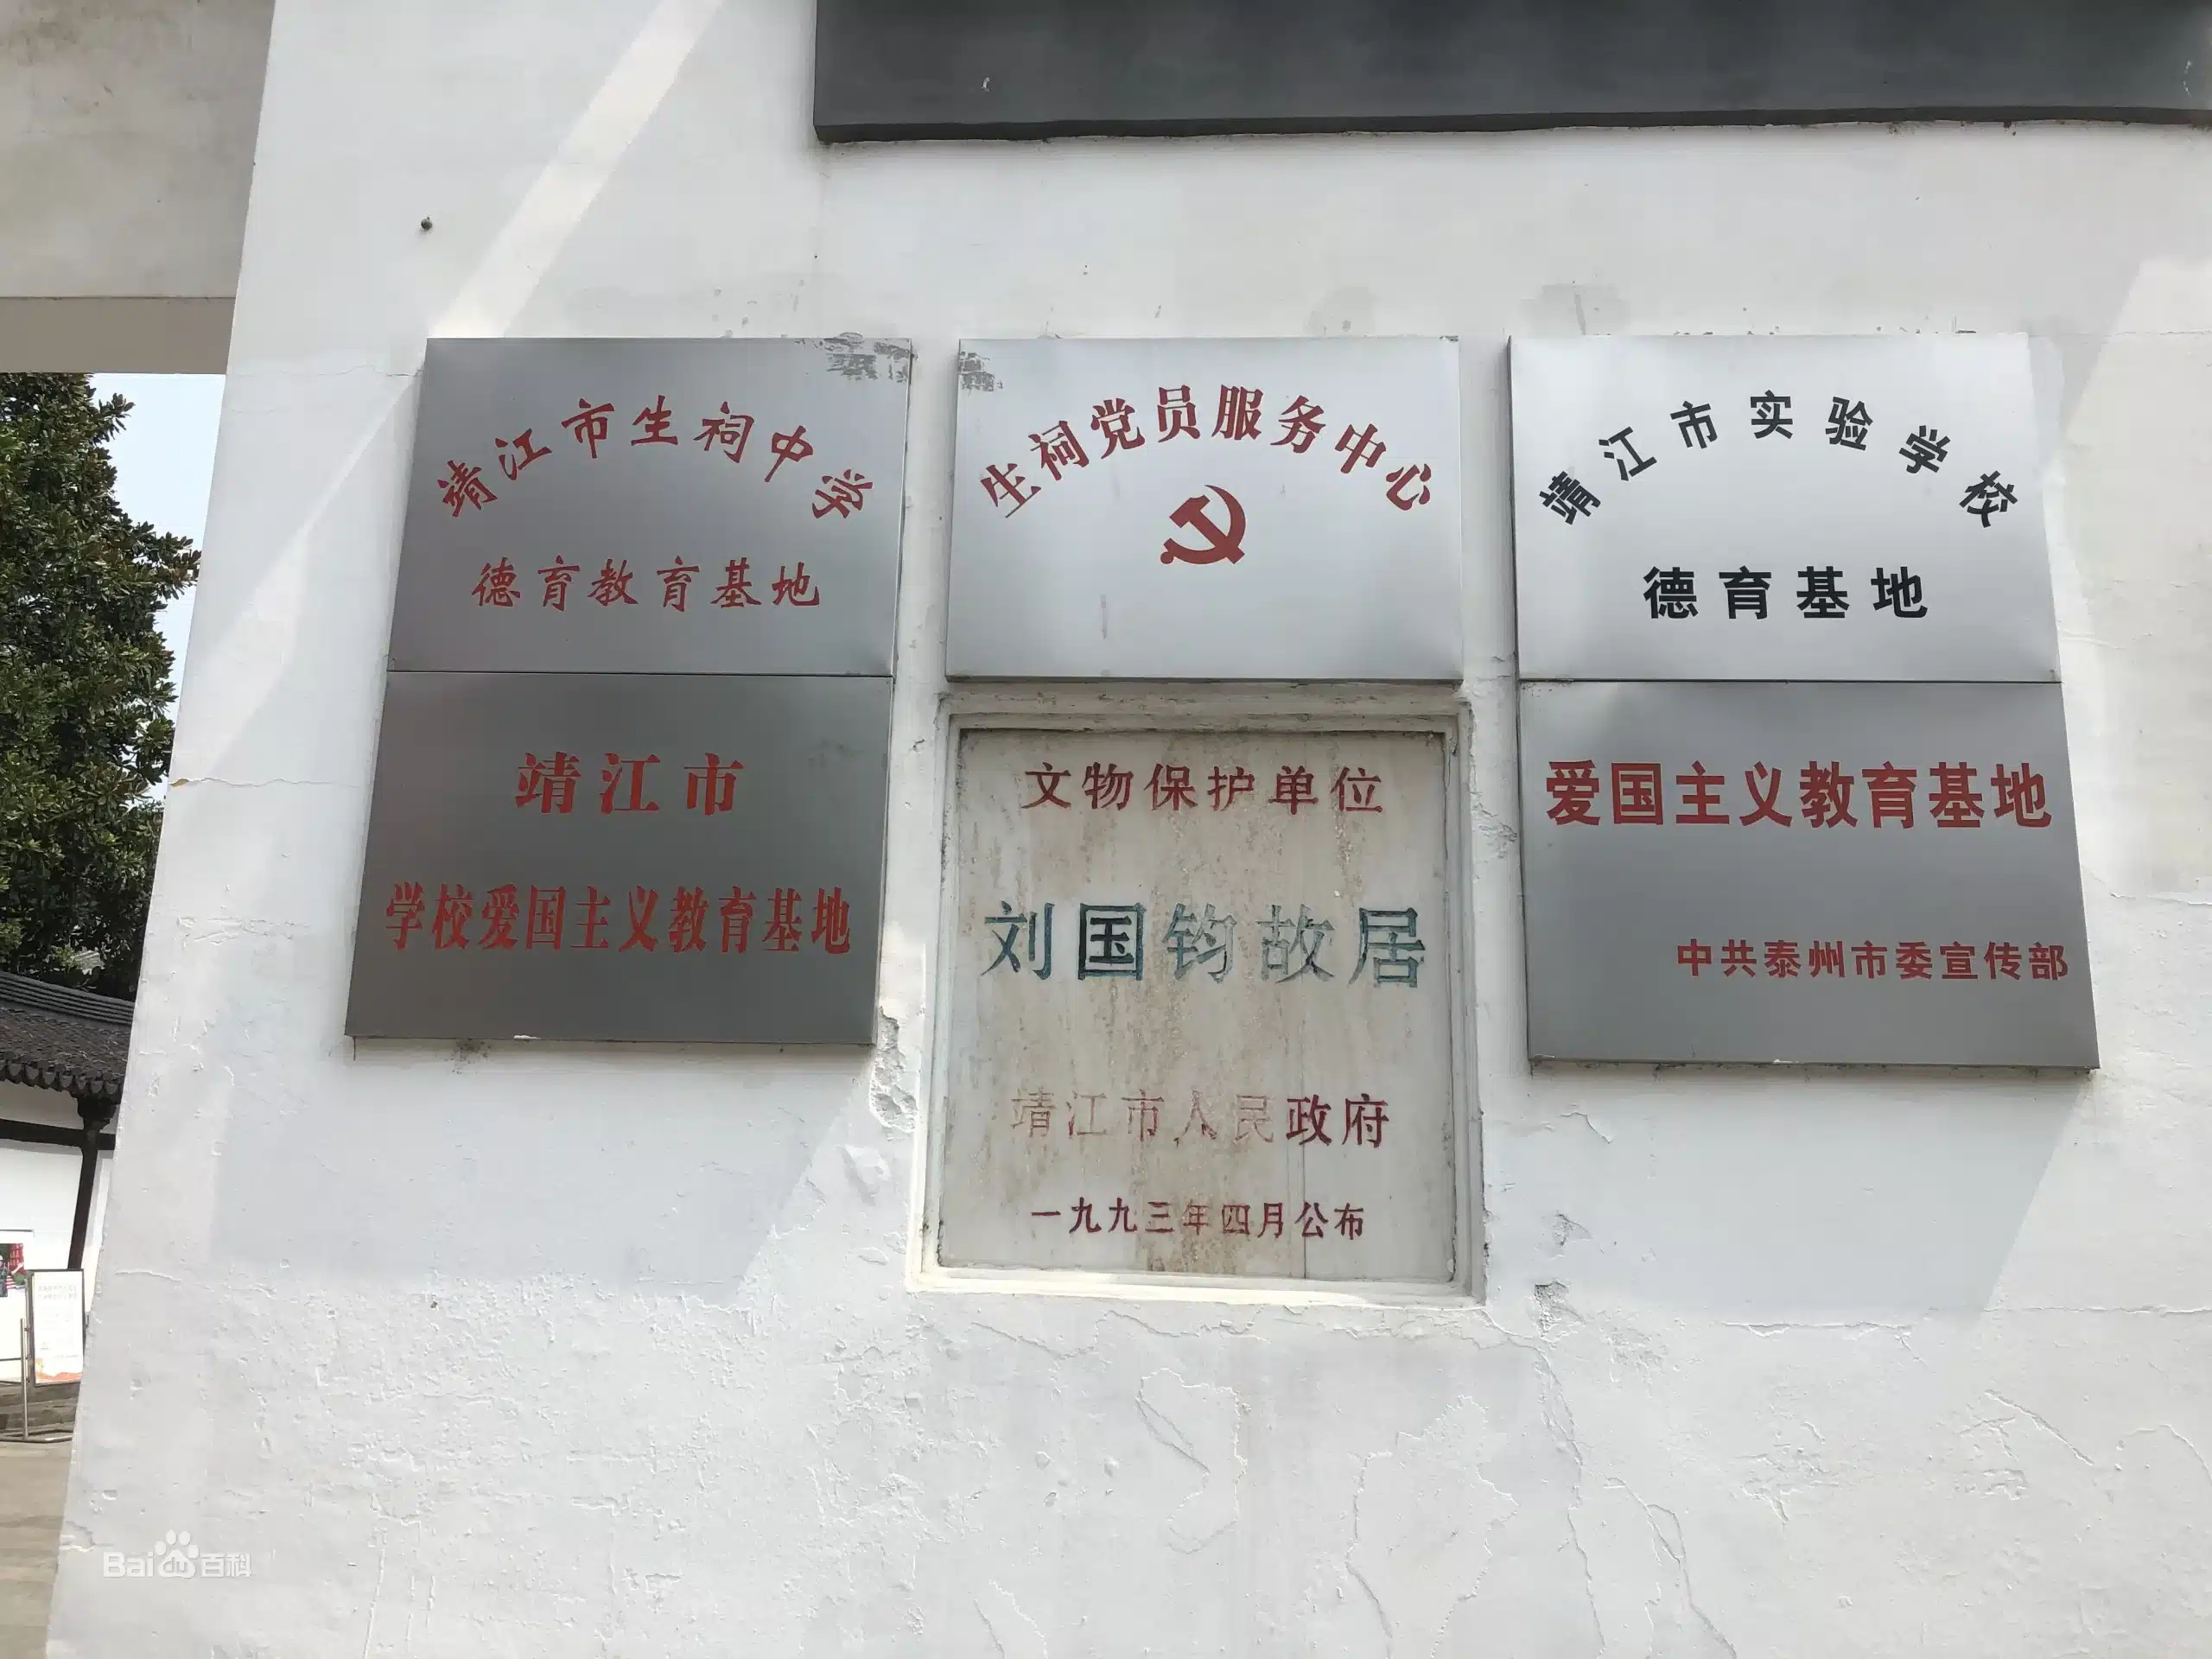 靖江市生祠中学
德育教育基地
靖江市
学校爱国主义教育基地
生祠党员服务中心
文物保护单位
刘国钧故居
靖江市人民政府
一九九三年四月公布
靖江市实验学校
德育基地
爱国主义教育基地
中共泰州市委宣传部
Bai百科